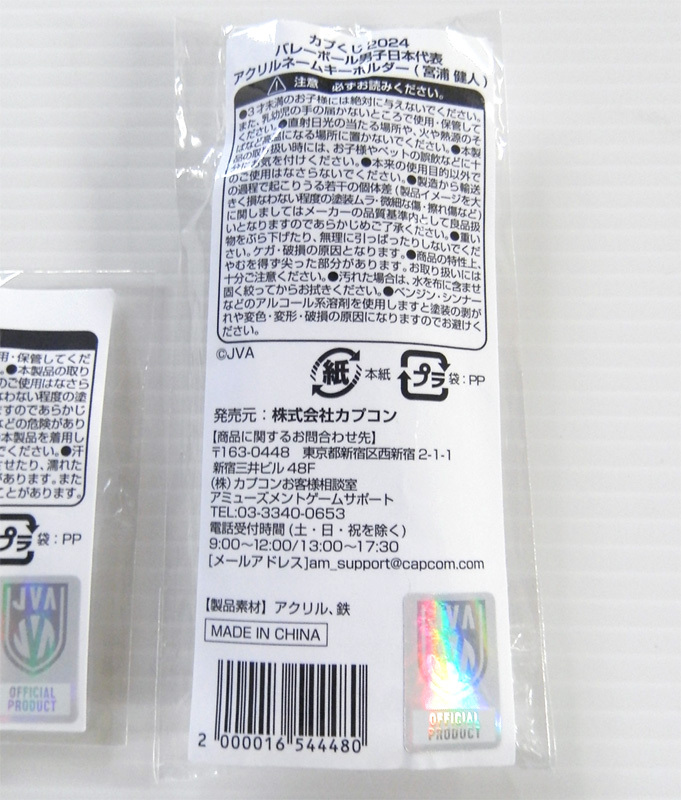 カプくじ 2024
バレーボール男子日本代表
アクリルネームキーホルダー ( 宮浦 健人 )
注意 必ずお読みください。
●3才未満のお子様には絶対に与えないでください。
また、乳幼児の手の届かないところで使用・保管して
ください。●直射日光の当たる場所や、火や熱源のそ
ばなど高温になる場所に置かないでください。●本製
品の取り扱い時には、お子様やペットの誤飲などに十
分にお気を付けください。●本来の使用目的以外で
のご使用はなさらないでください。●製造から輸送
の過程で起こりうる若干の個体差 (製品イメージを大
きく損なわない程度の塗装ムラ・微細な傷・擦れ傷など)
に関しましてはメーカーの品質基準内として良品扱
いとなりますのであらかじめご了承ください。●重い
物をぶら下げたり、無理に引っぱったりしないでくだ
さい。ケガ・破損の原因となります。●商品の特性上、
やむを得ず尖った部分があります。お取り扱いには
十分ご注意ください。●汚れた場合は、水を布に含ませ
固く絞ってからお拭きください。●ベンジン・シンナー
などのアルコール系溶剤を使用しますと塗装の剥が
れや変色・変形・破損の原因になりますのでお避けく
ださい。
©JVA
紙 本紙 プラ 袋 : PP
発売元 : 株式会社カプコン
【商品に関するお問合わせ先】
〒163-0448 東京都新宿区西新宿 2-1-1
新宿三井ビル 48F
(株) カプコンお客様相談室
アミューズメントゲームサポート
TEL:03-3340-0653
電話受付時間 (土・日・祝を除く)
9:00~12:00/13:00~17:30
[メールアドレス]am_support@capcom.com
【製品素材】 アクリル、鉄
MADE IN CHINA
2 000016 544480
JVA
OFFICIAL
PRODUCT
用・保管してくだ
。●本製品の取り
のご使用はなさら
なわない程度の塗
ますのであらかじ
などの危険があり
本製品を着用し
でください。●汗
させたり、濡れた
があります。また
ことがあります。
プラ 袋 : PP
JVA
OFFICIAL
PRODUCT